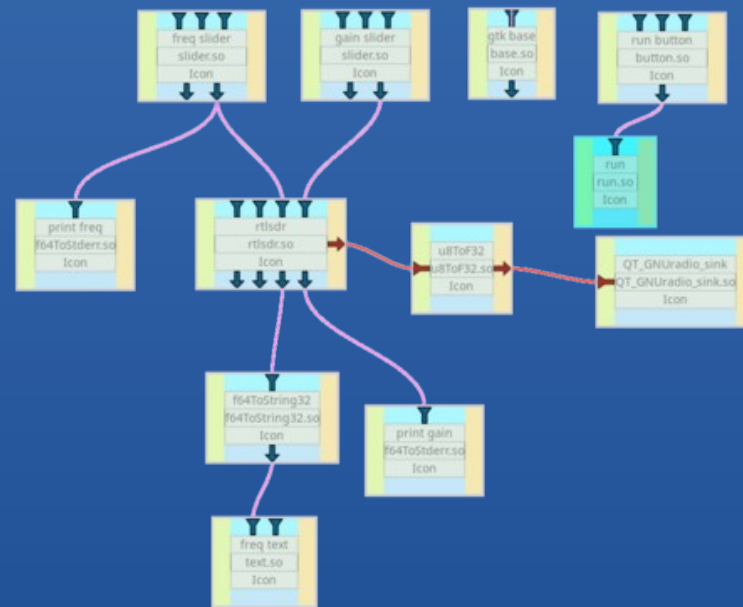 freq slider
slider.so
Icon
gain slider
slider.so
Icon
gtk base
base.so
Icon
run button
button.so
Icon
run
run.so
Icon
print freq
f64ToStderr.so
Icon
rtlsdr
rtlsdr.so
Icon
u8ToF32
u8ToF32.so
Icon
QT_GNUradio_sink
QT_GNUradio_sink.so
Icon
f64ToString32
f64ToString32.so
Icon
print gain
f64ToStderr.so
Icon
freq text
text.so
Icon